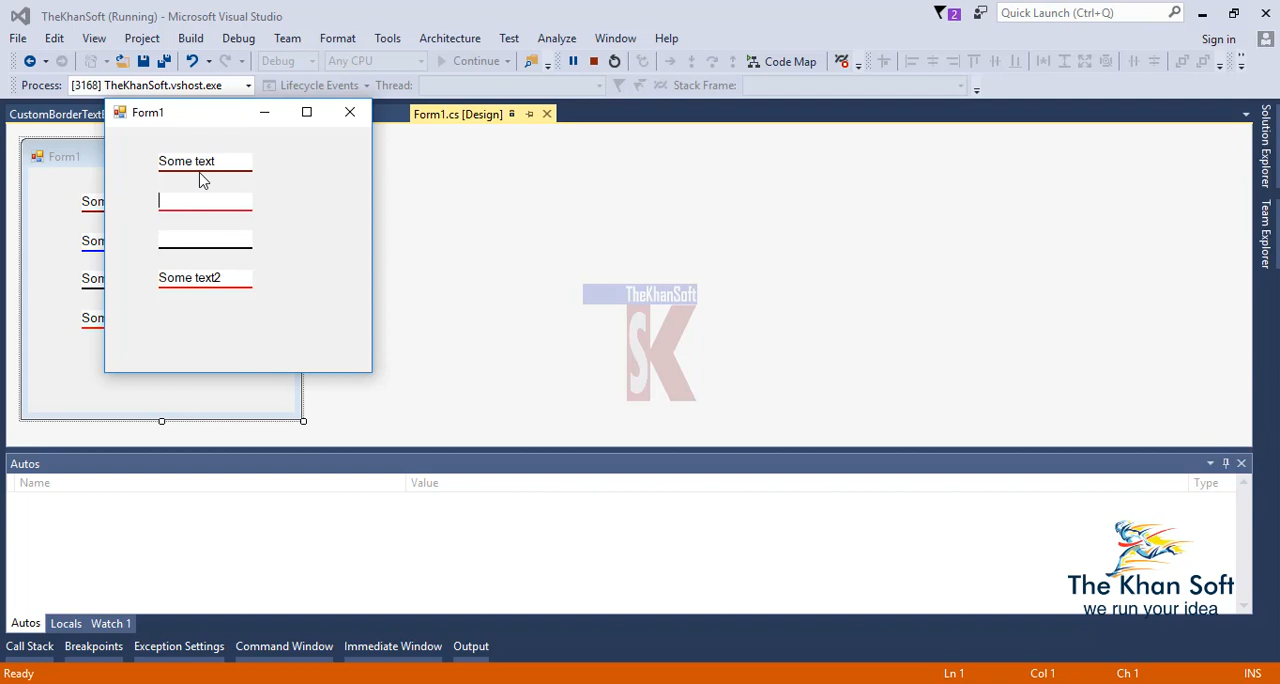 TheKhanSoft (Running) - Microsoft Visual Studio
2
Quick Launch (Ctrl+Q)
File Edit View Project Build Debug Team Format Tools Architecture Test Analyze Window Help
Sign in
Debug Any CPU Continue Code Map
Process: [3168] TheKhanSoft.vshost.exe Lifecycle Events Thread: Stack Frame:
CustomBorderTextB
Form1.cs [Design]
Form1
Form1
Some text
Som
Som
Som
Some text2
Som
TheKhanSoft
SK
Solution Explorer
Team Explorer
Autos
Name Value Type
The Khan Soft
we run your idea
Autos Locals Watch 1
Call Stack Breakpoints Exception Settings Command Window Immediate Window Output
Ready Ln 1 Col 1 Ch 1 INS